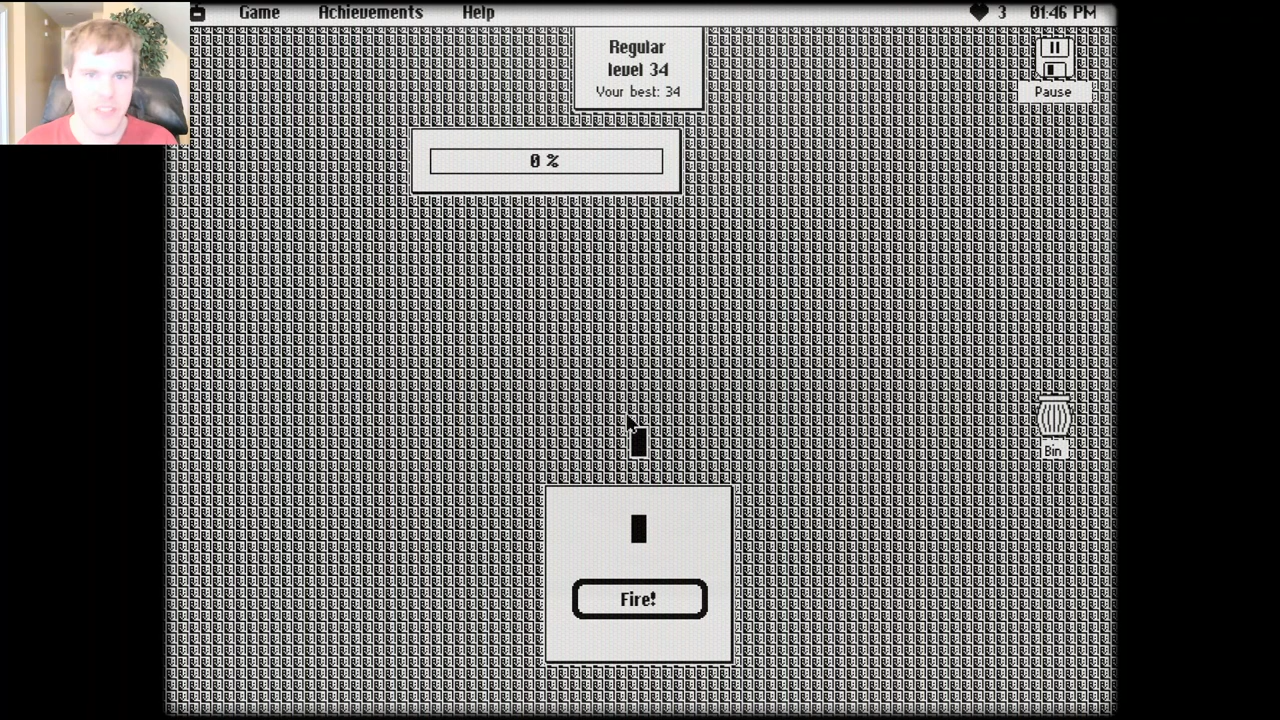 Game Achievements Help 3 01:46 PM
Regular
level 34
Your best: 34
Pause
0 %
Bin
Fire!